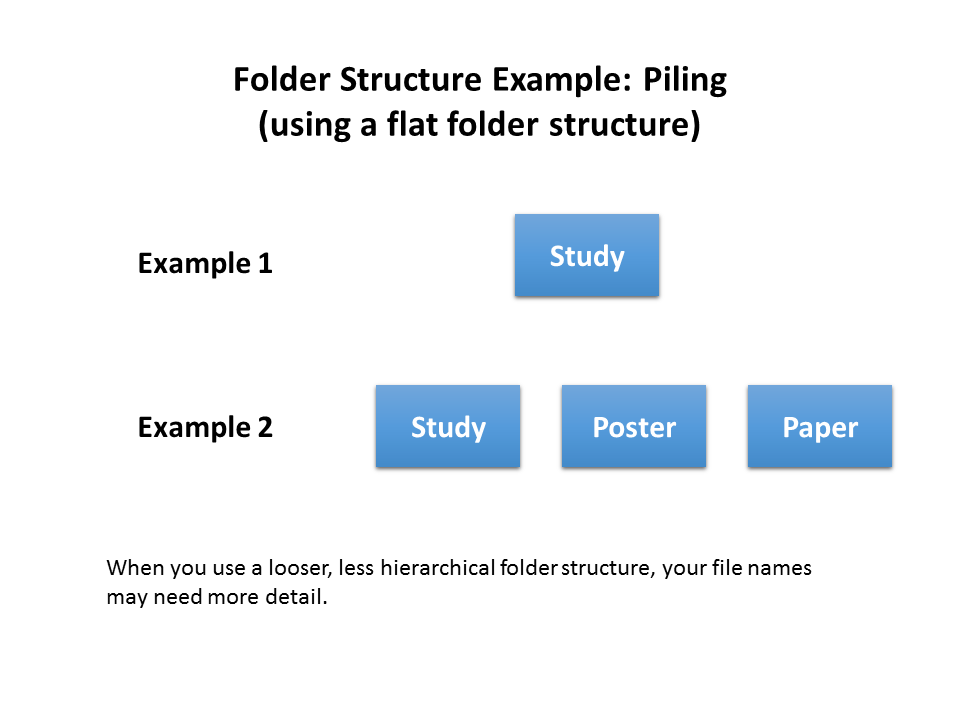 Folder Structure Example: Piling
(using a flat folder structure)
Example 1
Study
Example 2
Study
Poster
Paper
When you use a looser, less hierarchical folder structure, your file names
may need more detail.